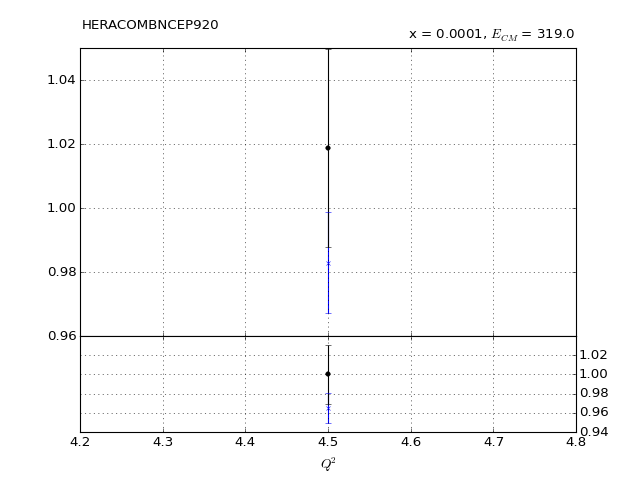 HERACOMBNCEP920
x = 0.0001, E_CM = 319.0
1.04
1.02
1.00
0.98
0.96
1.02
1.00
0.98
0.96
0.94
4.2 4.3 4.4 4.5 4.6 4.7 4.8
Q²